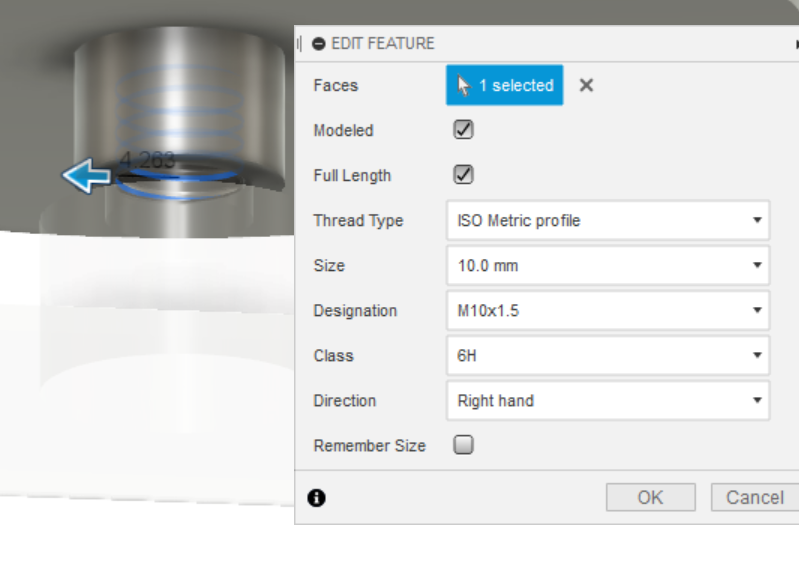 EDIT FEATURE
Faces 1 selected
Modeled
4.263
Full Length
Thread Type ISO Metric profile
Size 10.0 mm
Designation M10x1.5
Class 6H
Direction Right hand
Remember Size
OK Cancel